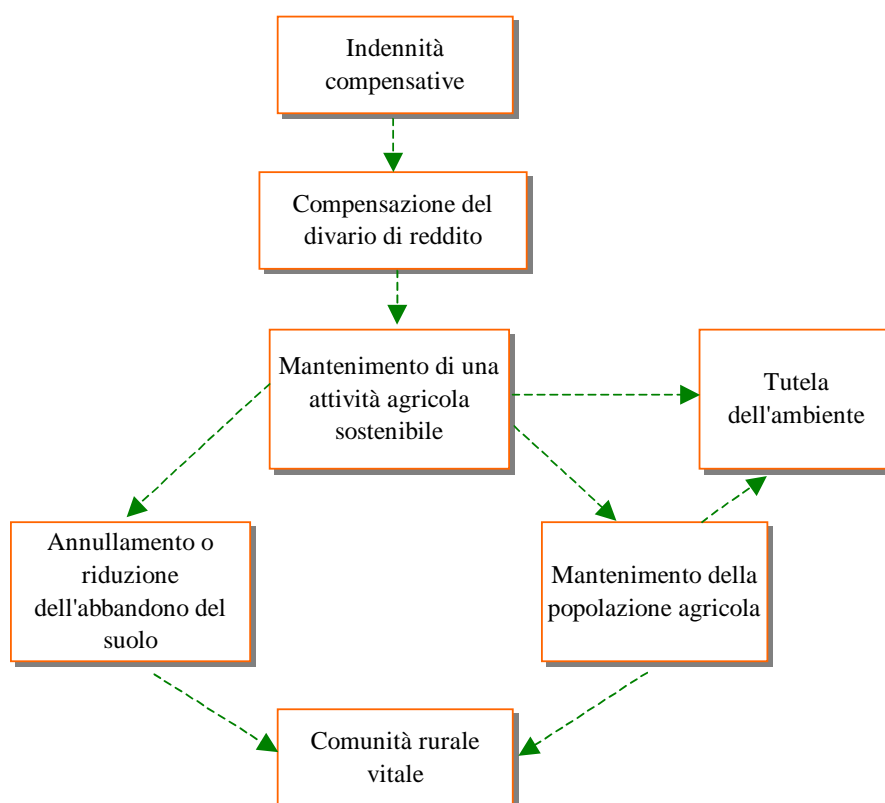 Indennità
compensative
Compensazione del
divario di reddito
Mantenimento di una
attività agricola
sostenibile
Tutela
dell'ambiente
Annullamento o
riduzione
dell'abbandono del
suolo
Mantenimento della
popolazione agricola
Comunità rurale
vitale